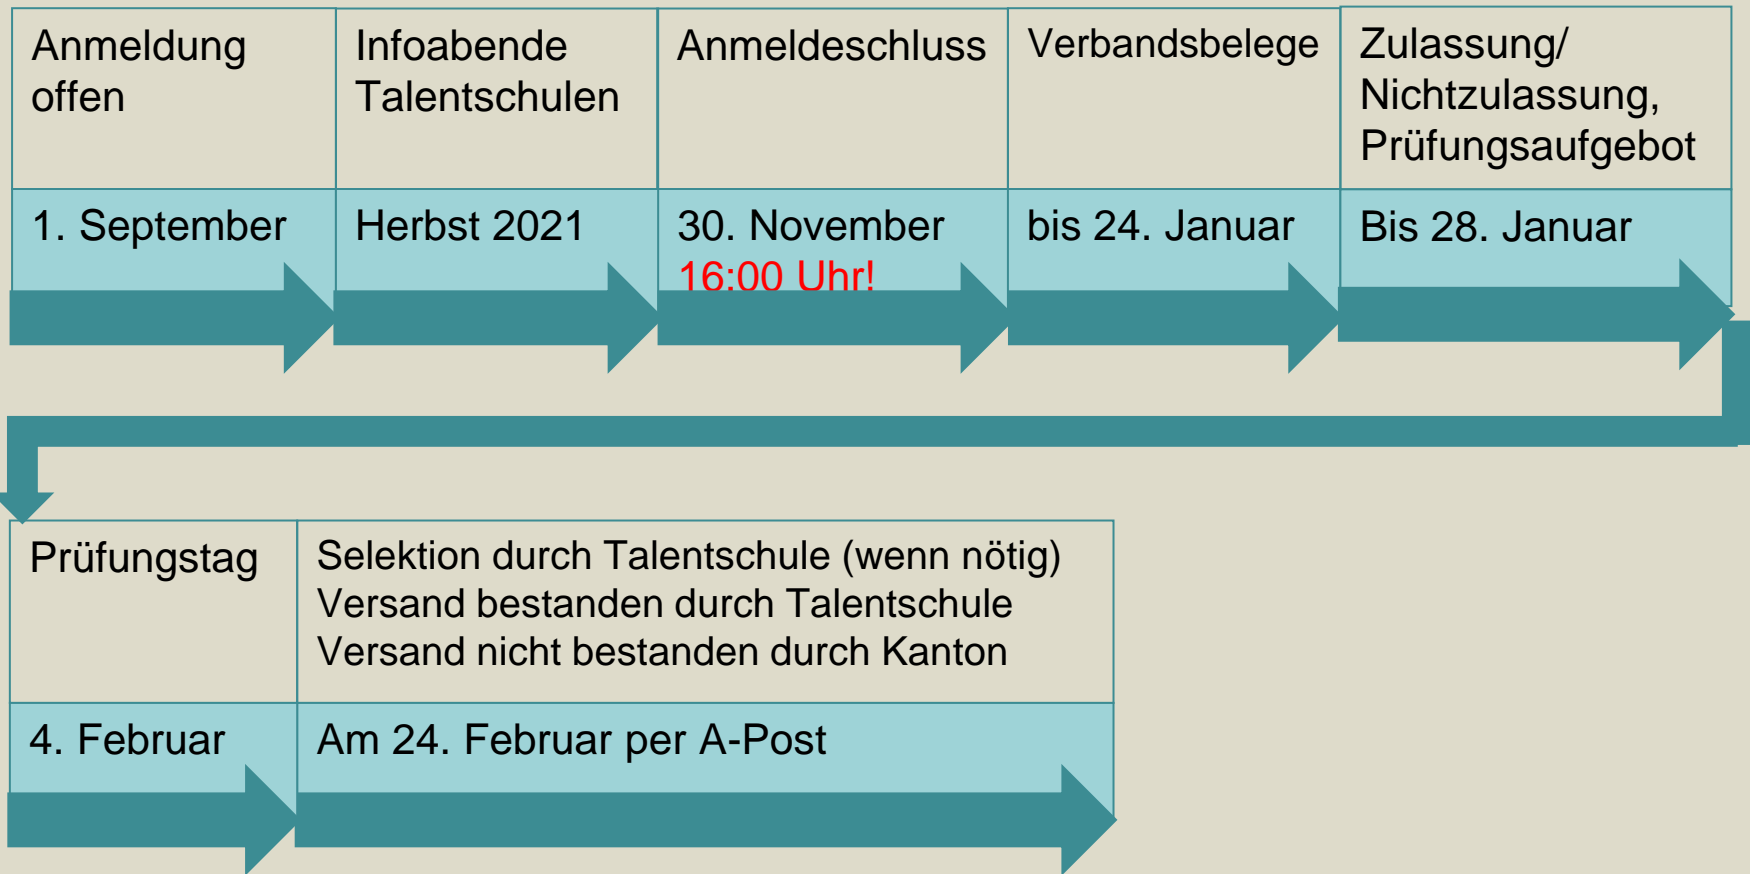 Anmeldung
offen
Infoabende
Talentschulen
Anmeldeschluss
Verbandsbelege
Zulassung/
Nichtzulassung,
Prüfungsaufgebot
1. September
Herbst 2021
30. November
16:00 Uhr!
bis 24. Januar
Bis 28. Januar
Prüfungstag
Selektion durch Talentschule (wenn nötig)
Versand bestanden durch Talentschule
Versand nicht bestanden durch Kanton
4. Februar
Am 24. Februar per A-Post